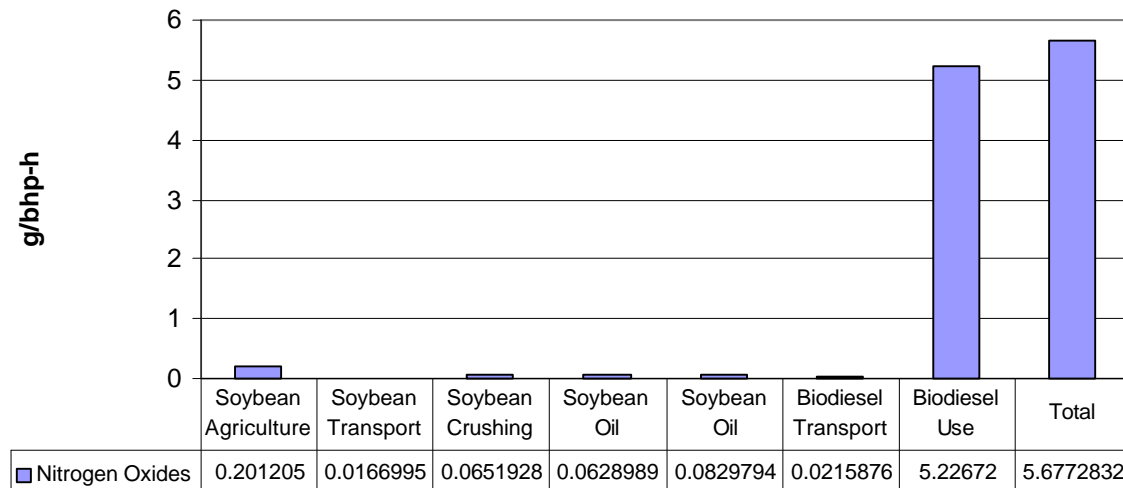 6
5
4
3
2
1
0
g/bhp-h
Soybean Agriculture Soybean Transport Soybean Crushing Soybean Oil Soybean Oil Biodiesel Transport Biodiesel Use Total
Nitrogen Oxides 0.201205 0.0166995 0.0651928 0.0628989 0.0829794 0.0215876 5.22672 5.6772832